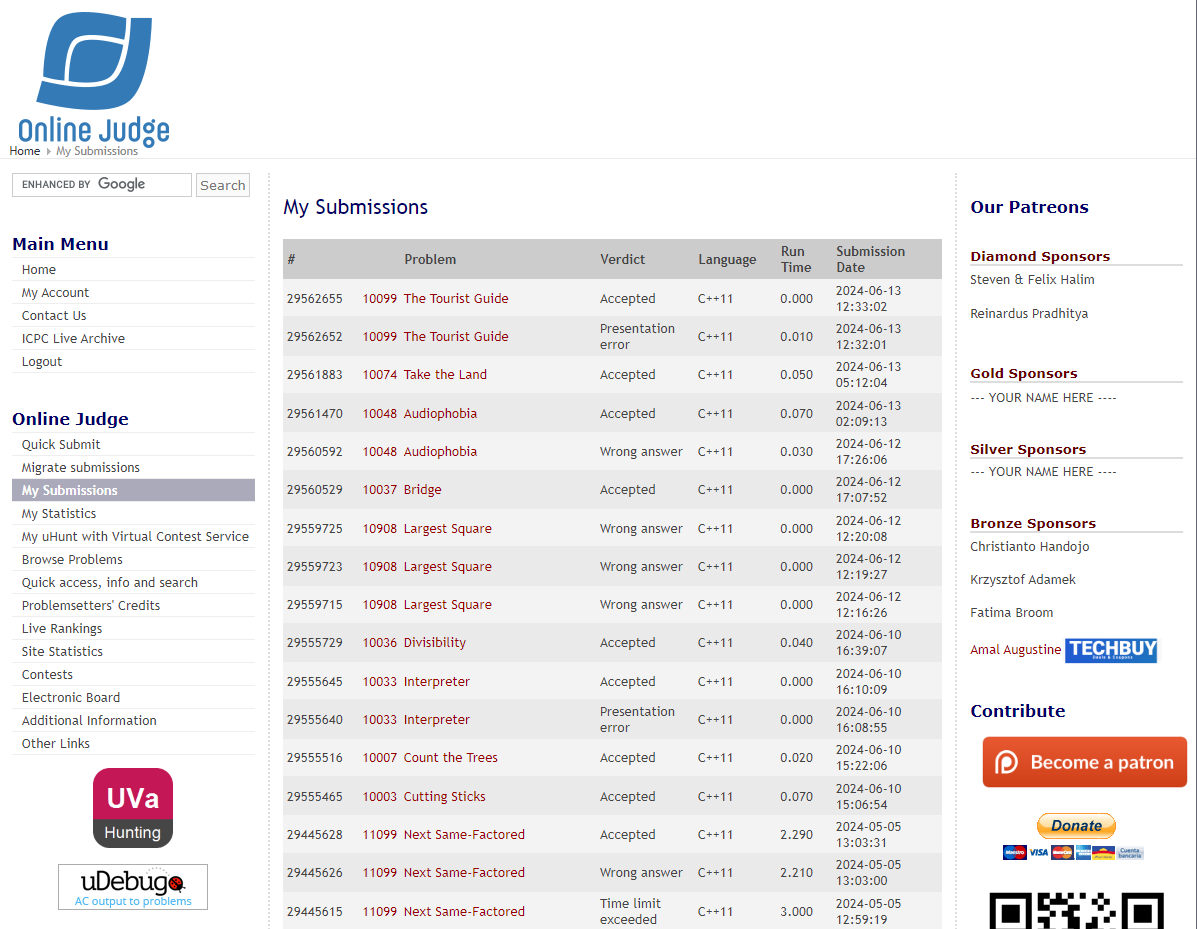 Online Judge
Home My Submissions
ENHANCED BY Google Search
Main Menu
Home
My Account
Contact Us
ICPC Live Archive
Logout
Online Judge
Quick Submit
Migrate submissions
My Submissions
My Statistics
My uHunt with Virtual Contest Service
Browse Problems
Quick access, info and search
Problemsetters' Credits
Live Rankings
Site Statistics
Contests
Electronic Board
Additional Information
Other Links
UVa
Hunting
uDebug
AC output to problems
My Submissions
# Problem Verdict Language Run Time Submission Date
29562655 10099 The Tourist Guide Accepted C++11 0.000 2024-06-13 12:33:02
29562652 10099 The Tourist Guide Presentation error C++11 0.010 2024-06-13 12:32:01
29561883 10074 Take the Land Accepted C++11 0.050 2024-06-13 05:12:04
29561470 10048 Audiophobia Accepted C++11 0.070 2024-06-13 02:09:13
29560592 10048 Audiophobia Wrong answer C++11 0.030 2024-06-12 17:26:06
29560529 10037 Bridge Accepted C++11 0.000 2024-06-12 17:07:52
29559725 10908 Largest Square Wrong answer C++11 0.000 2024-06-12 12:20:08
29559723 10908 Largest Square Wrong answer C++11 0.000 2024-06-12 12:19:27
29559715 10908 Largest Square Wrong answer C++11 0.000 2024-06-12 12:16:26
29555729 10036 Divisibility Accepted C++11 0.040 2024-06-10 16:39:07
29555645 10033 Interpreter Accepted C++11 0.000 2024-06-10 16:10:09
29555640 10033 Interpreter Presentation error C++11 0.000 2024-06-10 16:08:55
29555516 10007 Count the Trees Accepted C++11 0.020 2024-06-10 15:22:06
29555465 10003 Cutting Sticks Accepted C++11 0.070 2024-06-10 15:06:54
29445628 11099 Next Same-Factored Accepted C++11 2.290 2024-05-05 13:03:31
29445626 11099 Next Same-Factored Wrong answer C++11 2.210 2024-05-05 13:03:00
29445615 11099 Next Same-Factored Time limit exceeded C++11 3.000 2024-05-05 12:59:19
Our Patreons
Diamond Sponsors
Steven & Felix Halim
Reinardus Pradhitya
Gold Sponsors
--- YOUR NAME HERE ----
Silver Sponsors
--- YOUR NAME HERE ----
Bronze Sponsors
Christianto Handojo
Krzysztof Adamek
Fatima Broom
Amal Augustine TECHBUY
Contribute
Become a patron
Donate
VISA